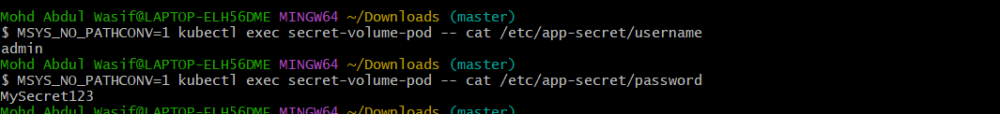 Mohd Abdul Wasif@LAPTOP-ELH56DME MINGW64 ~/Downloads (master)
$ MSYS_NO_PATHCONV=1 kubectl exec secret-volume-pod -- cat /etc/app-secret/username
admin
Mohd Abdul Wasif@LAPTOP-ELH56DME MINGW64 ~/Downloads (master)
$ MSYS_NO_PATHCONV=1 kubectl exec secret-volume-pod -- cat /etc/app-secret/password
MySecret123
Mohd Abdul Wasif@LAPTOP-ELH56DME MINGW64 ~/Downloads (master)